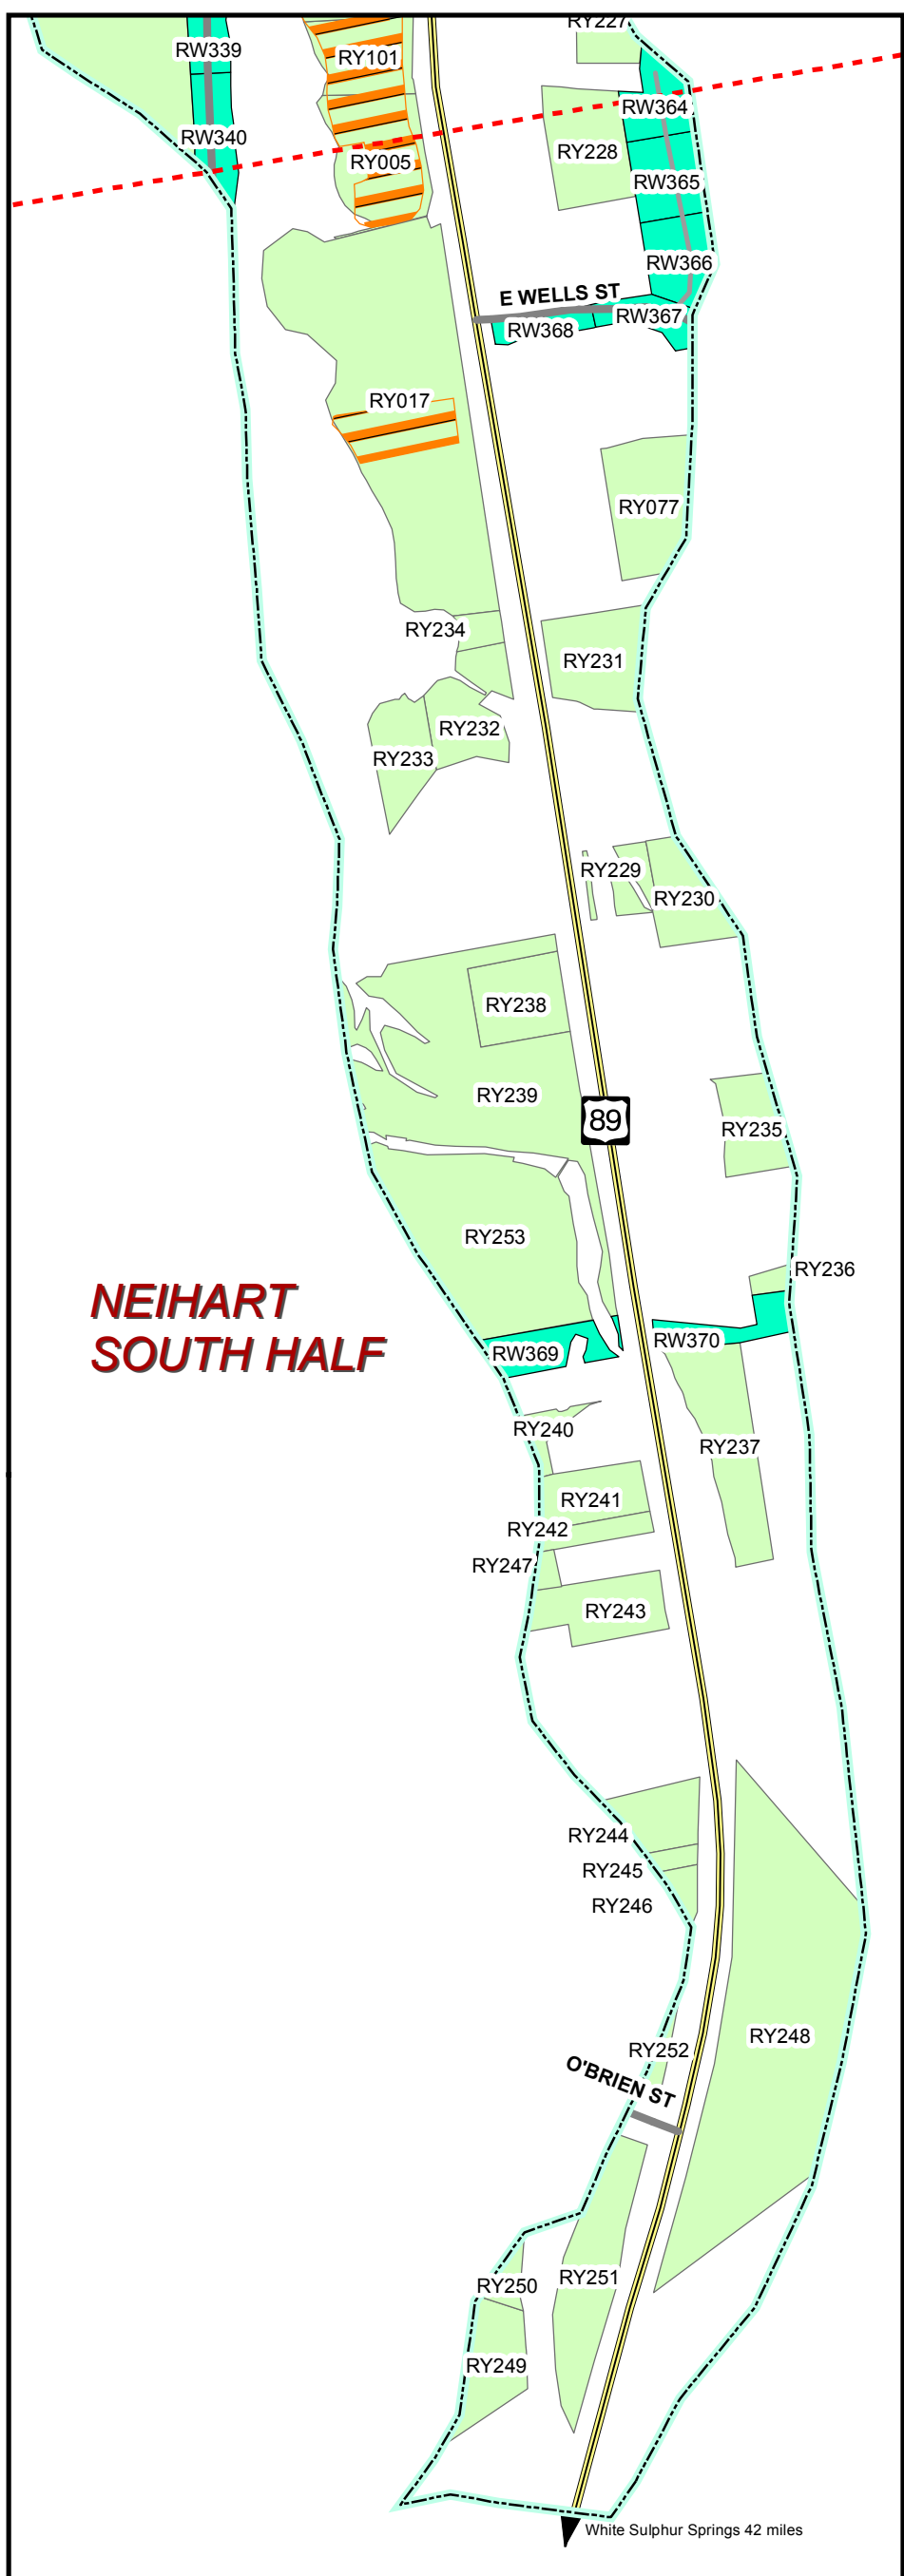 RY227
RW339
RY101
RW364
RW340
RY228
RY005
RW365
RW366
E WELLS ST
RW367
RW368
RY017
RY077
RY234
RY231
RY232
RY233
RY229
RY230
RY238
RY239
89
RY235
RY253
RY236
NEIHART
SOUTH HALF
RW369
RW370
RY240
RY237
RY241
RY242
RY247
RY243
RY244
RY245
RY246
RY248
RY252
O'BRIEN ST
RY251
RY250
RY249
White Sulphur Springs 42 miles